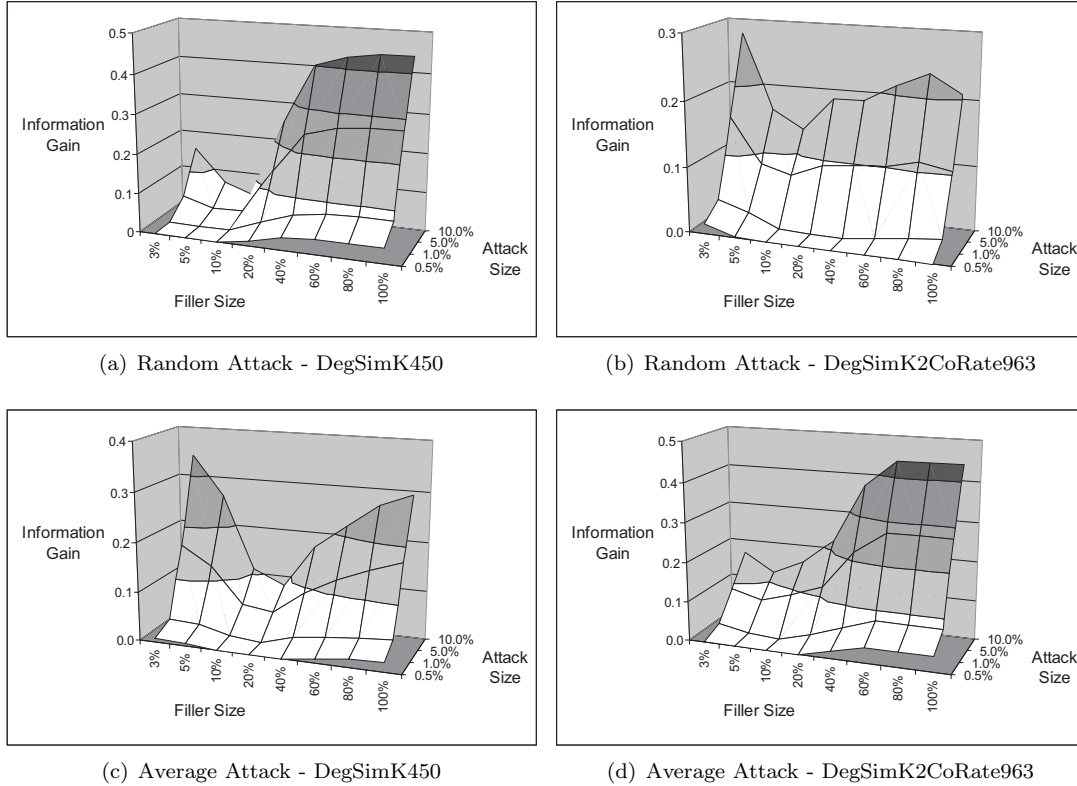 0.5
0.4
0.3
0.2
0.1
0
Information
Gain
3%
5%
10%
20%
40%
60%
80%
100%
Filler Size
10.0%
5.0%
1.0%
0.5%
Attack
Size
(a) Random Attack - DegSimK450
0.3
0.2
0.1
0.0
Information
Gain
3%
5%
10%
20%
40%
60%
80%
100%
Filler Size
10.0%
5.0%
1.0%
0.5%
Attack
Size
(b) Random Attack - DegSimK2CoRate963
0.4
0.3
0.2
0.1
0.0
Information
Gain
3%
5%
10%
20%
40%
60%
80%
100%
Filler Size
10.0%
5.0%
1.0%
0.5%
Attack
Size
(c) Average Attack - DegSimK450
0.5
0.4
0.3
0.2
0.1
0.0
Information
Gain
3%
5%
10%
20%
40%
60%
80%
100%
Filler Size
10.0%
5.0%
1.0%
0.5%
Attack
Size
(d) Average Attack - DegSimK2CoRate963